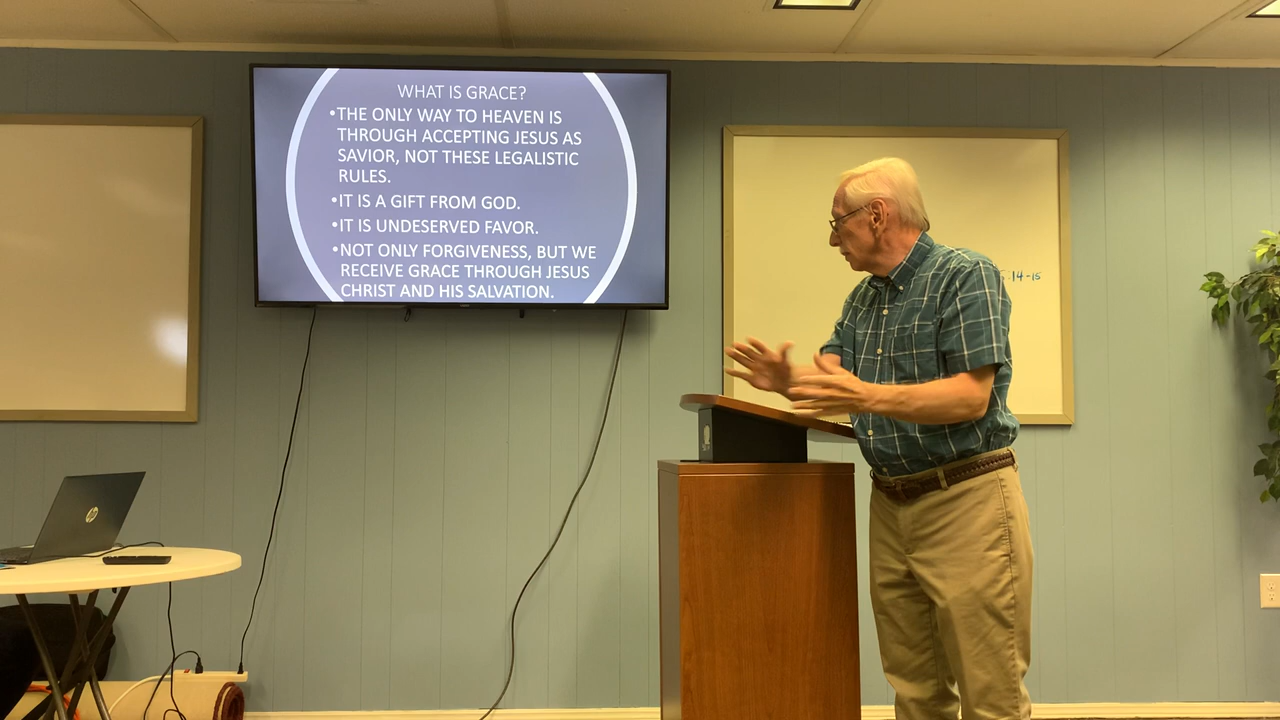 WHAT IS GRACE?
•THE ONLY WAY TO HEAVEN IS
THROUGH ACCEPTING JESUS AS
SAVIOR, NOT THESE LEGALISTIC
RULES.
•IT IS A GIFT FROM GOD.
•IT IS UNDESERVED FAVOR.
•NOT ONLY FORGIVENESS, BUT WE
RECEIVE GRACE THROUGH JESUS
CHRIST AND HIS SALVATION.
:14-15
hp